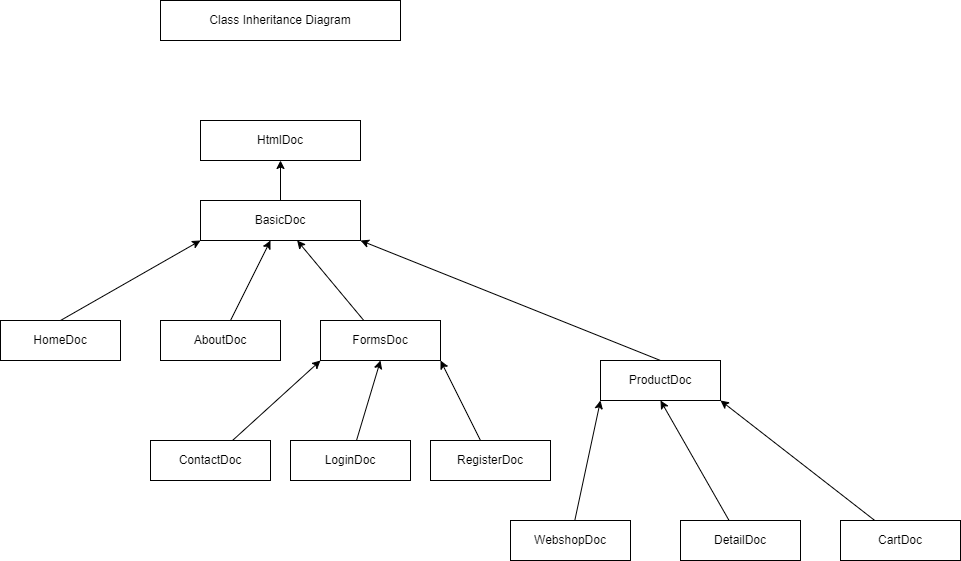 Class Inheritance Diagram
HtmlDoc
BasicDoc
HomeDoc
AboutDoc
FormsDoc
ProductDoc
ContactDoc
LoginDoc
RegisterDoc
WebshopDoc
DetailDoc
CartDoc